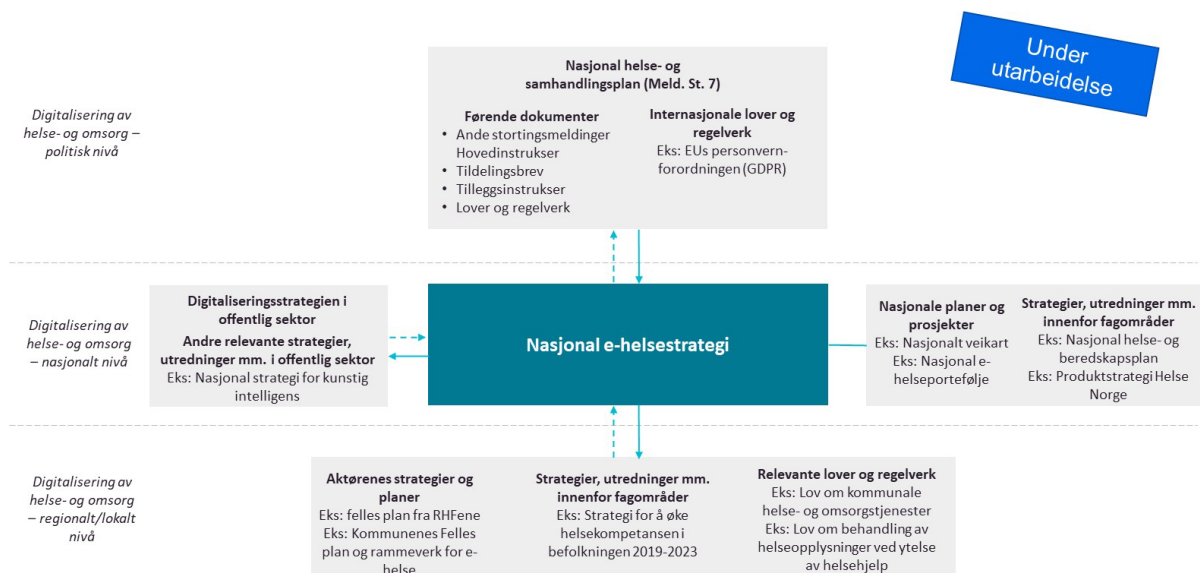 Under
utarbeidelse
Digitalisering av
helse- og omsorg –
politisk nivå
Nasjonal helse- og
samhandlingsplan (Meld. St. 7)
Førende dokumenter
• Ande stortingsmeldinger
Hovedinstrukser
• Tildelingsbrev
• Tilleggsinstrukser
• Lover og regelverk
Internasjonale lover og
regelverk
Eks: EUs personvern-
forordningen (GDPR)
Digitalisering av
helse- og omsorg
– nasjonalt nivå
Digitaliseringsstrategien i
offentlig sektor
Andre relevante strategier,
utredninger mm. i offentlig sektor
Eks: Nasjonal strategi for kunstig
intelligens
Nasjonal e-helsestrategi
Nasjonale planer og
prosjekter
Eks: Nasjonalt veikart
Eks: Nasjonal e-
helseportefølje
Strategier, utredninger mm.
innenfor fagområder
Eks: Nasjonal helse- og
beredskapsplan
Eks: Produktstrategi Helse
Norge
Digitalisering av
helse- og omsorg
– regionalt/lokalt
nivå
Aktørenes strategier og
planer
Eks: felles plan fra RHFene
Eks: Kommunenes Felles
plan og rammeverk for e-
helse
Strategier, utredninger mm.
innenfor fagområder
Eks: Strategi for å øke
helsekompetansen i
befolkningen 2019-2023
Relevante lover og regelverk
Eks: Lov om kommunale
helse- og omsorgstjenester
Eks: Lov om behandling av
helseopplysninger ved ytelse
av helsehjelp